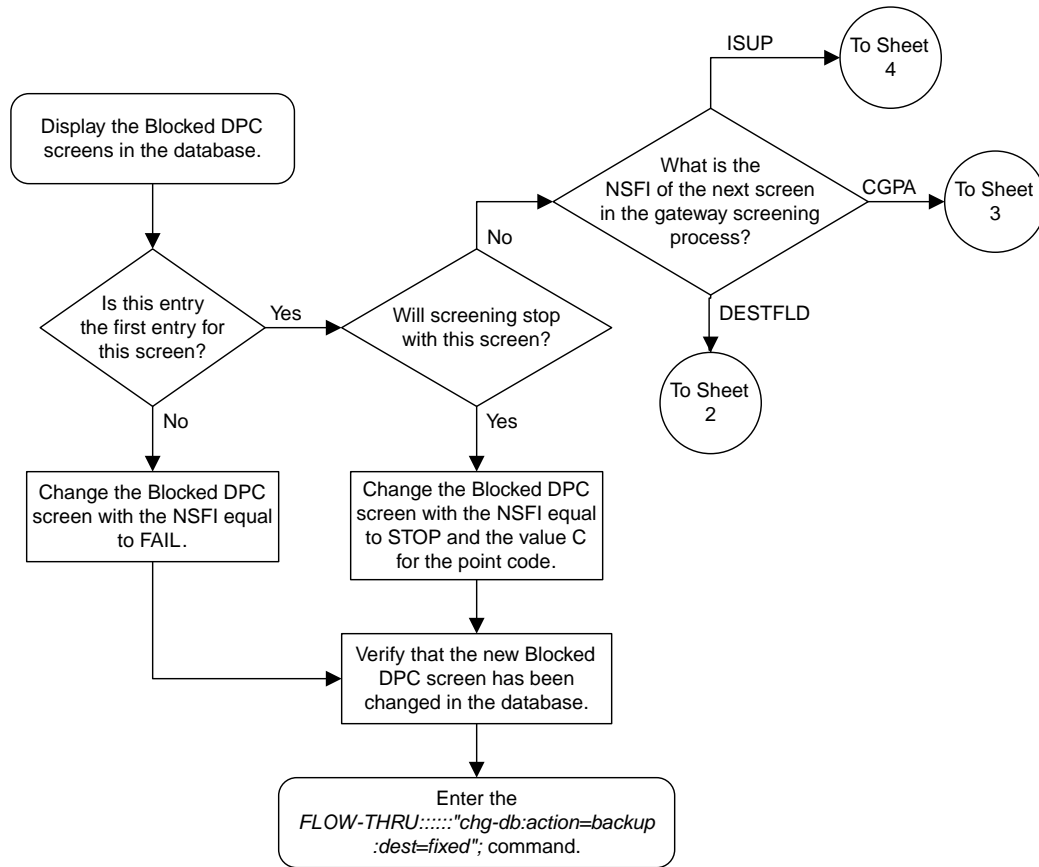 Display the Blocked DPC
screens in the database.
Is this entry
the first entry for
this screen?
Yes
No
Change the Blocked DPC
screen with the NSFI equal
to FAIL.
Will screening stop
with this screen?
No
Yes
Change the Blocked DPC
screen with the NSFI equal
to STOP and the value C
for the point code.
Verify that the new Blocked
DPC screen has been
changed in the database.
Enter the
FLOW-THRU::::::"chg-db:action=backup
:dest=fixed"; command.
What is the
NSFI of the next screen
in the gateway screening
process?
ISUP
To Sheet
4
CGPA
To Sheet
3
DESTFLD
To Sheet
2